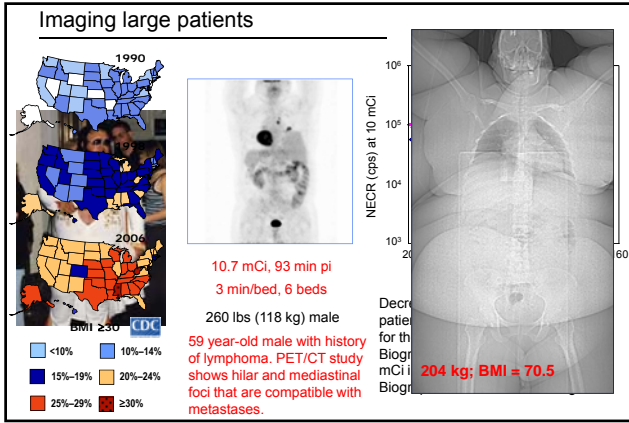 Imaging large patients
1990
1998
2006
BMI ≥30
CDC
<10%
10%–14%
15%–19%
20%–24%
25%–29%
≥30%
10.7 mCi, 93 min pi
3 min/bed, 6 beds
260 lbs (118 kg) male
59 year-old male with history
of lymphoma. PET/CT study
shows hilar and mediastinal
foci that are compatible with
metastases.
NECR (cps) at 10 mCi
10⁶
10⁵
10⁴
10³
20
60
Decre
patien
for th
Biogr
mCi i
Biogr
204 kg; BMI = 70.5